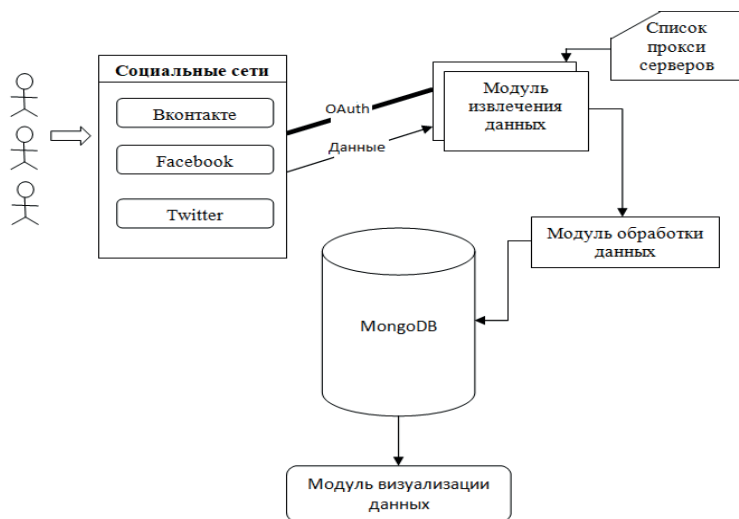 Социальные сети
Вконтакте
Facebook
Twitter
OAuth
Данные
Модуль
извлечения
данных
Список
прокси
серверов
Модуль обработки
данных
MongoDB
Модуль визуализации
данных